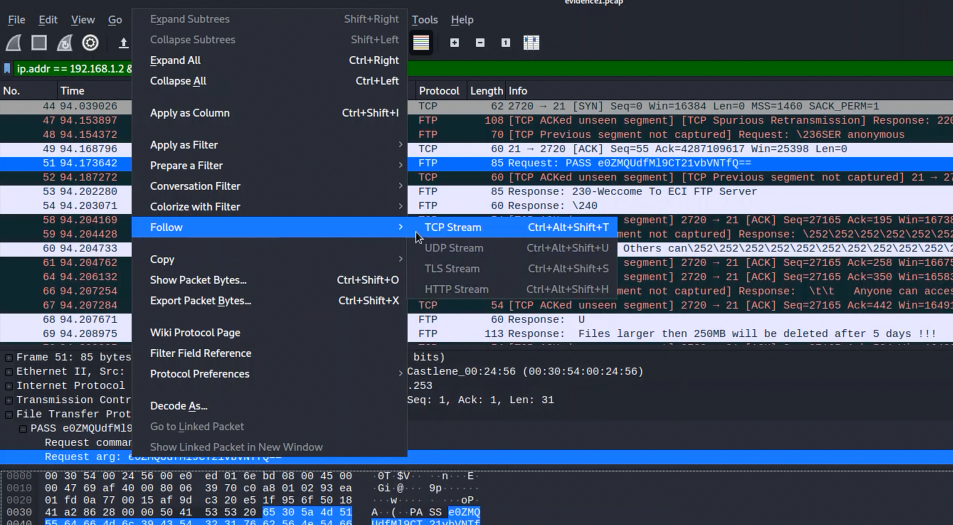 evidence1.pcap
File Edit View Go Tools Help
ip.addr == 192.168.1.2 &
No. Time Protocol Length Info
44 94.039026 TCP 62 2720 → 21 [SYN] Seq=0 Win=16384 Len=0 MSS=1460 SACK_PERM=1
47 94.153897 FTP 108 [TCP ACKed unseen segment] [TCP Spurious Retransmission] Response: 220
48 94.154372 FTP 70 [TCP Previous segment not captured] Request: \236SER anonymous
49 94.168796 TCP 60 21 → 2720 [ACK] Seq=55 Ack=4287109617 Win=25398 Len=0
51 94.173642 FTP 85 Request: PASS e0ZMQUdfMl9CT21vbVNTfQ==
52 94.187272 TCP 60 [TCP ACKed unseen segment] [TCP Previous segment not captured] 21 → 27
53 94.202280 FTP 85 Response: 230-Weccome To ECI FTP Server
54 94.203071 FTP 60 Response: \240
58 94.204169 54 [TCP ACKed unseen segment] 2720 → 21 [ACK] Seq=27165 Ack=195 Win=16738
59 94.204428 ment not captured] Response: \252\252\252\252\252\252\252\252\252\2
60 94.204733 Others can\252\252\252\252\252\252\252\252\252\252\252\252\252\252
61 94.204762 en segment] 2720 → 21 [ACK] Seq=27165 Ack=258 Win=16675
64 94.206132 en segment] 2720 → 21 [ACK] Seq=27165 Ack=350 Win=16583
66 94.207254 ment not captured] Response: \t\t Anyone can acces
67 94.207284 TCP 54 [TCP ACKed unseen segment] 2720 → 21 [ACK] Seq=27165 Ack=442 Win=16491
68 94.207671 FTP 60 Response: U
69 94.208975 FTP 113 Response: Files larger then 250MB will be deleted after 5 days !!!
Expand Subtrees Shift+Right
Collapse Subtrees Shift+Left
Expand All Ctrl+Right
Collapse All Ctrl+Left
Apply as Column Ctrl+Shift+I
Apply as Filter
Prepare a Filter
Conversation Filter
Colorize with Filter
Follow
Copy
Show Packet Bytes... Ctrl+Shift+O
Export Packet Bytes... Ctrl+Shift+X
Wiki Protocol Page
Filter Field Reference
Protocol Preferences
Decode As...
Go to Linked Packet
Show Linked Packet in New Window
TCP Stream Ctrl+Alt+Shift+T
UDP Stream Ctrl+Alt+Shift+U
TLS Stream Ctrl+Alt+Shift+S
HTTP Stream Ctrl+Alt+Shift+H
Frame 51: 85 bytes bits)
Ethernet II, Src: Castlene_00:24:56 (00:30:54:00:24:56)
Internet Protocol .253
Transmission Contr Seq: 1, Ack: 1, Len: 31
File Transfer Prot
PASS e0ZMQUdfMl9
Request comman
Request arg: e0ZMQUdfMl9CT21vbVNTfQ==
0000 00 30 54 00 24 56 00 e0 ed 01 6e bd 08 00 45 00 ·0T·$V·· ··n···E·
0010 00 47 69 af 40 00 80 06 39 70 c0 a8 01 02 93 ea ·Gi·@··· 9p······
0020 01 fd 0a 77 00 15 af 9d c3 20 e5 1f 95 6f 50 18
0030 41 a2 86 28 00 00 50 41 53 53 20 65 30 5a 4d 51 A··(··PA SS e0ZMQ
0040 55 64 66 4d 6c 39 43 54 32 31 76 62 56 4e 54 66 UdfMl9CT 21vbVNTf